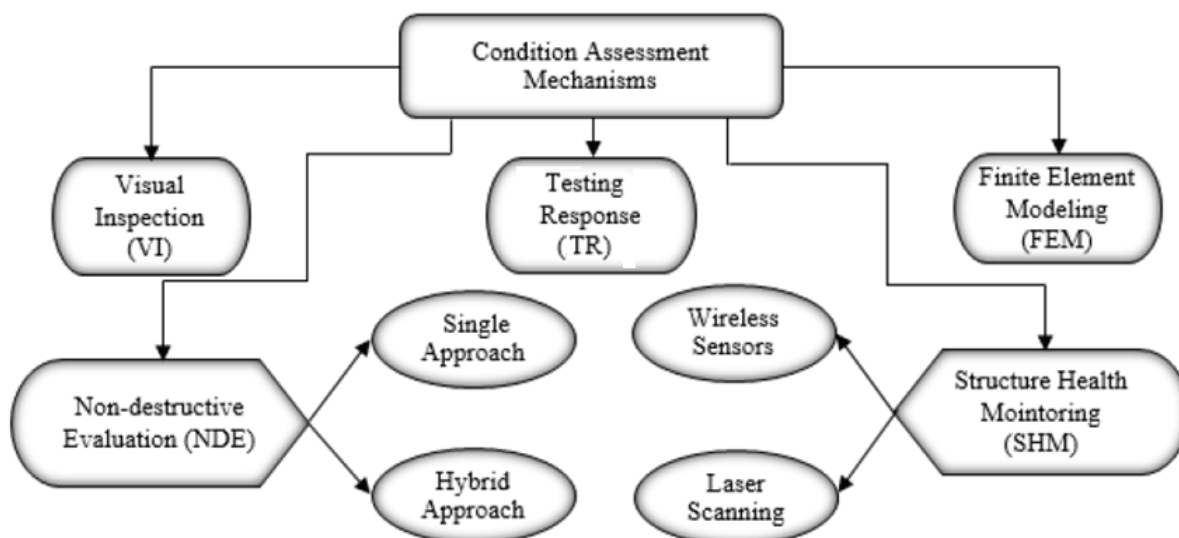 Condition Assessment
Mechanisms
Visual
Inspection
(VI)
Testing
Response
(TR)
Finite Element
Modeling
(FEM)
Single
Approach
Wireless
Sensors
Non-destructive
Evaluation (NDE)
Structure Health
Mointoring
(SHM)
Hybrid
Approach
Laser
Scanning